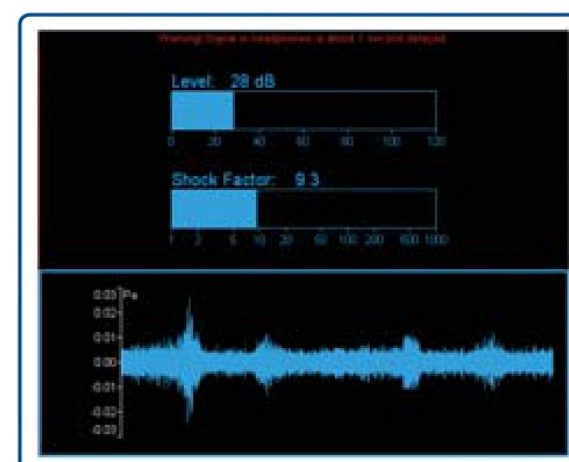 Warning! Signal in headphones is about 1 second delayed
Level: 28 dB
0 20 40 60 80 100 120
Shock Factor: 9.3
1 2 5 10 20 50 100 200 500 1000
0.03 Pa
0.02
0.01
0.00
-0.01
-0.02
-0.03